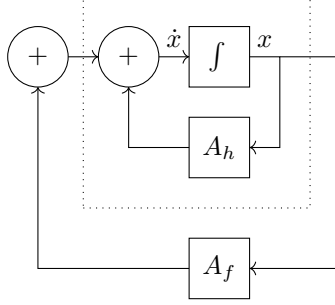 + + ẋ ∫ x
A_h
A_f